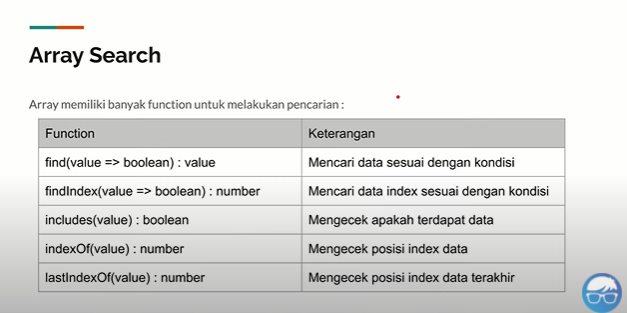 Array Search
Array memiliki banyak function untuk melakukan pencarian :
Function Keterangan
find(value => boolean) : value Mencari data sesuai dengan kondisi
findIndex(value => boolean) : number Mencari data index sesuai dengan kondisi
includes(value) : boolean Mengecek apakah terdapat data
indexOf(value) : number Mengecek posisi index data
lastIndexOf(value) : number Mengecek posisi index data terakhir